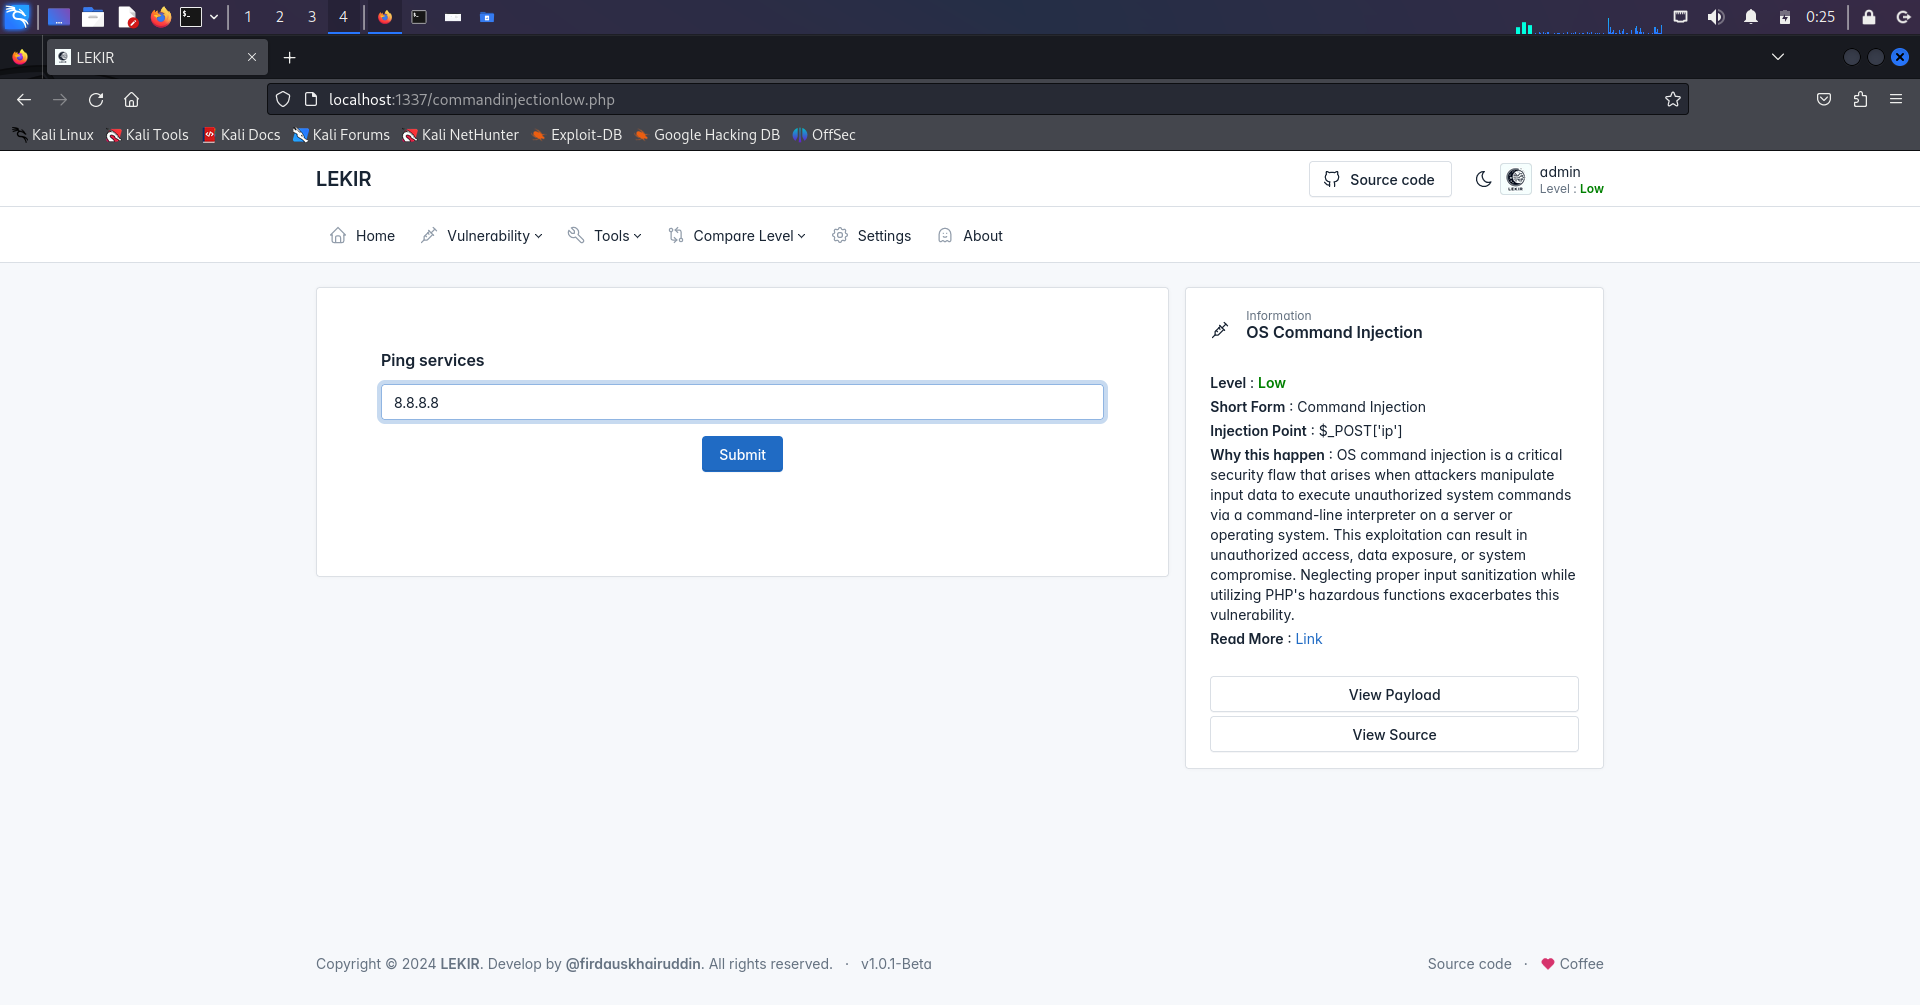 1 2 3 4 0:25
LEKIR
localhost:1337/commandinjectionlow.php
Kali Linux Kali Tools Kali Docs Kali Forums Kali NetHunter Exploit-DB Google Hacking DB OffSec
LEKIR
Source code
admin
Level : Low
Home Vulnerability Tools Compare Level Settings About
Ping services
8.8.8.8
Submit
Information
OS Command Injection
Level : Low
Short Form : Command Injection
Injection Point : $_POST['ip']
Why this happen : OS command injection is a critical
security flaw that arises when attackers manipulate
input data to execute unauthorized system commands
via a command-line interpreter on a server or
operating system. This exploitation can result in
unauthorized access, data exposure, or system
compromise. Neglecting proper input sanitization while
utilizing PHP's hazardous functions exacerbates this
vulnerability.
Read More : Link
View Payload
View Source
Copyright © 2024 LEKIR. Develop by @firdauskhairuddin. All rights reserved. · v1.0.1-Beta
Source code · Coffee